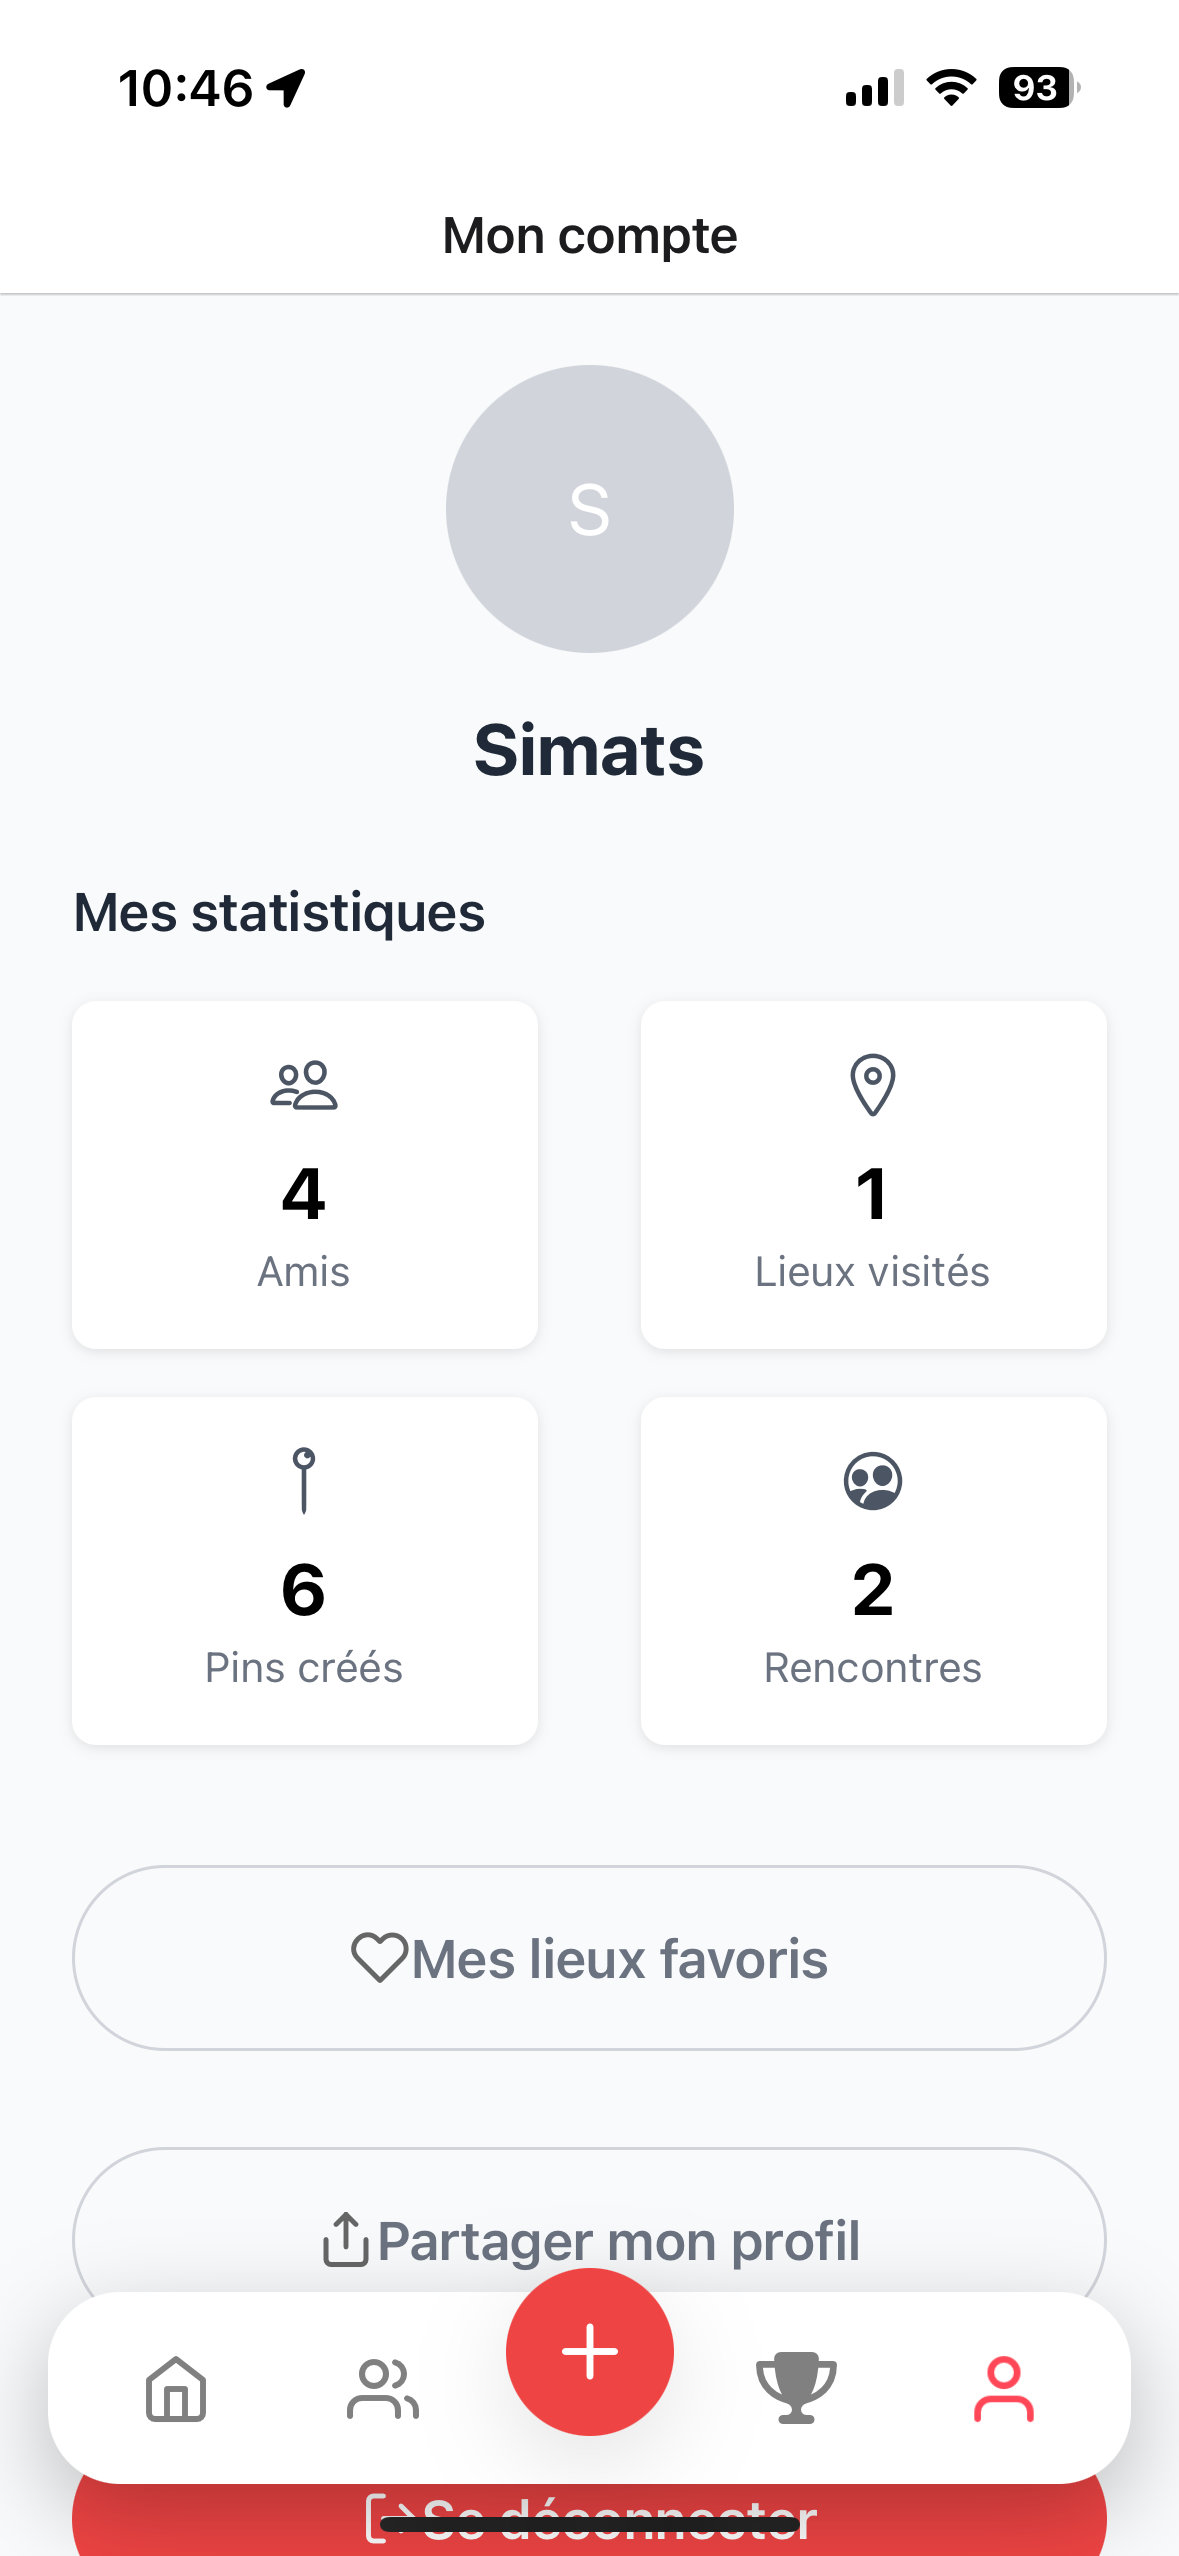 10:46
93
Mon compte
S
Simats
Mes statistiques
4
Amis
1
Lieux visités
6
Pins créés
2
Rencontres
Mes lieux favoris
Partager mon profil
Se déconnecter